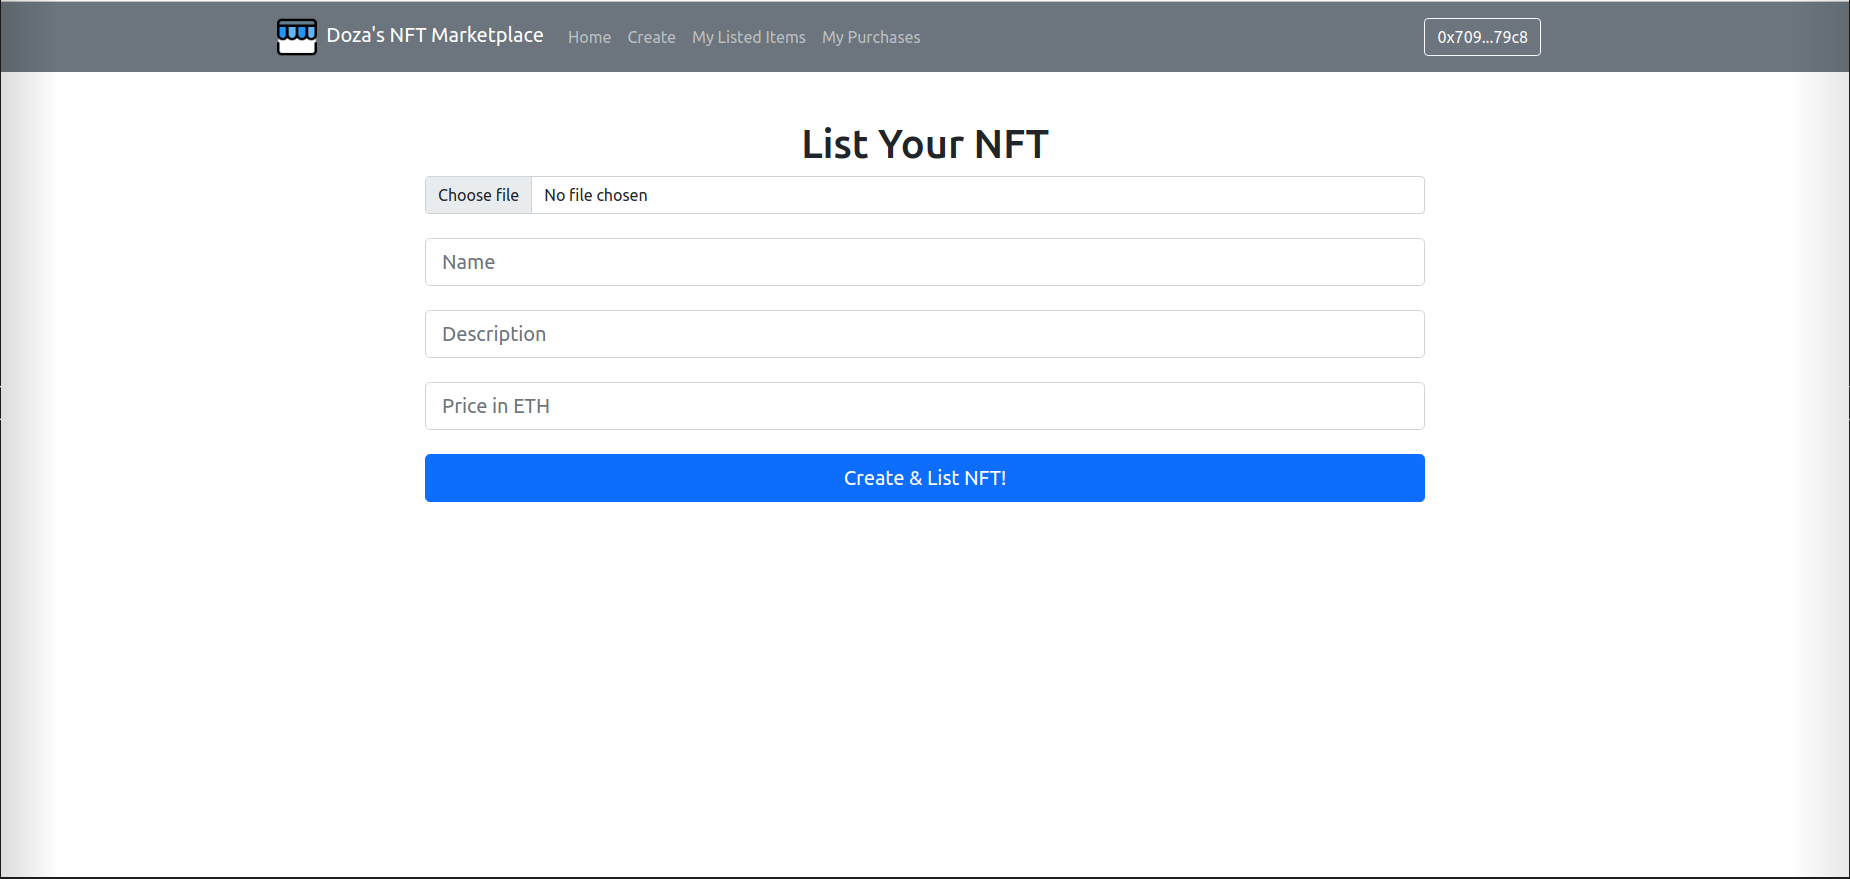 Doza's NFT Marketplace Home Create My Listed Items My Purchases 0x709...79c8
List Your NFT
Choose file No file chosen
Name
Description
Price in ETH
Create & List NFT!